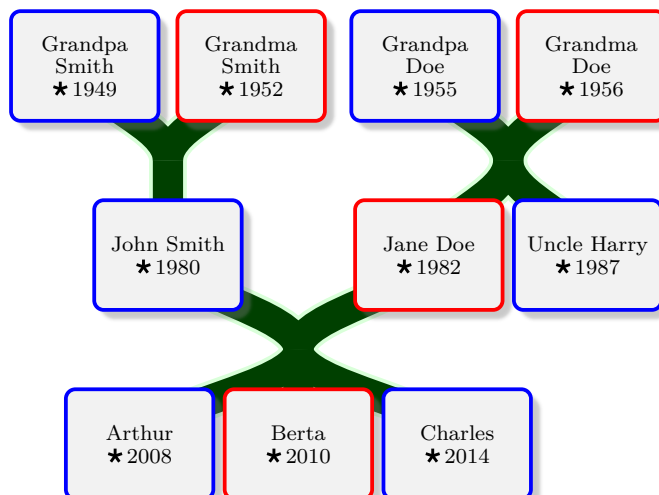 Grandpa
Smith
★ 1949
Grandma
Smith
★ 1952
Grandpa
Doe
★ 1955
Grandma
Doe
★ 1956
John Smith
★ 1980
Jane Doe
★ 1982
Uncle Harry
★ 1987
Arthur
★ 2008
Berta
★ 2010
Charles
★ 2014